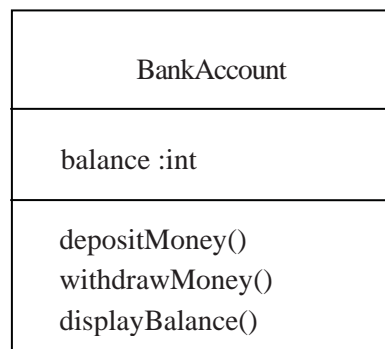 BankAccount
balance :int
depositMoney()
withdrawMoney()
displayBalance()